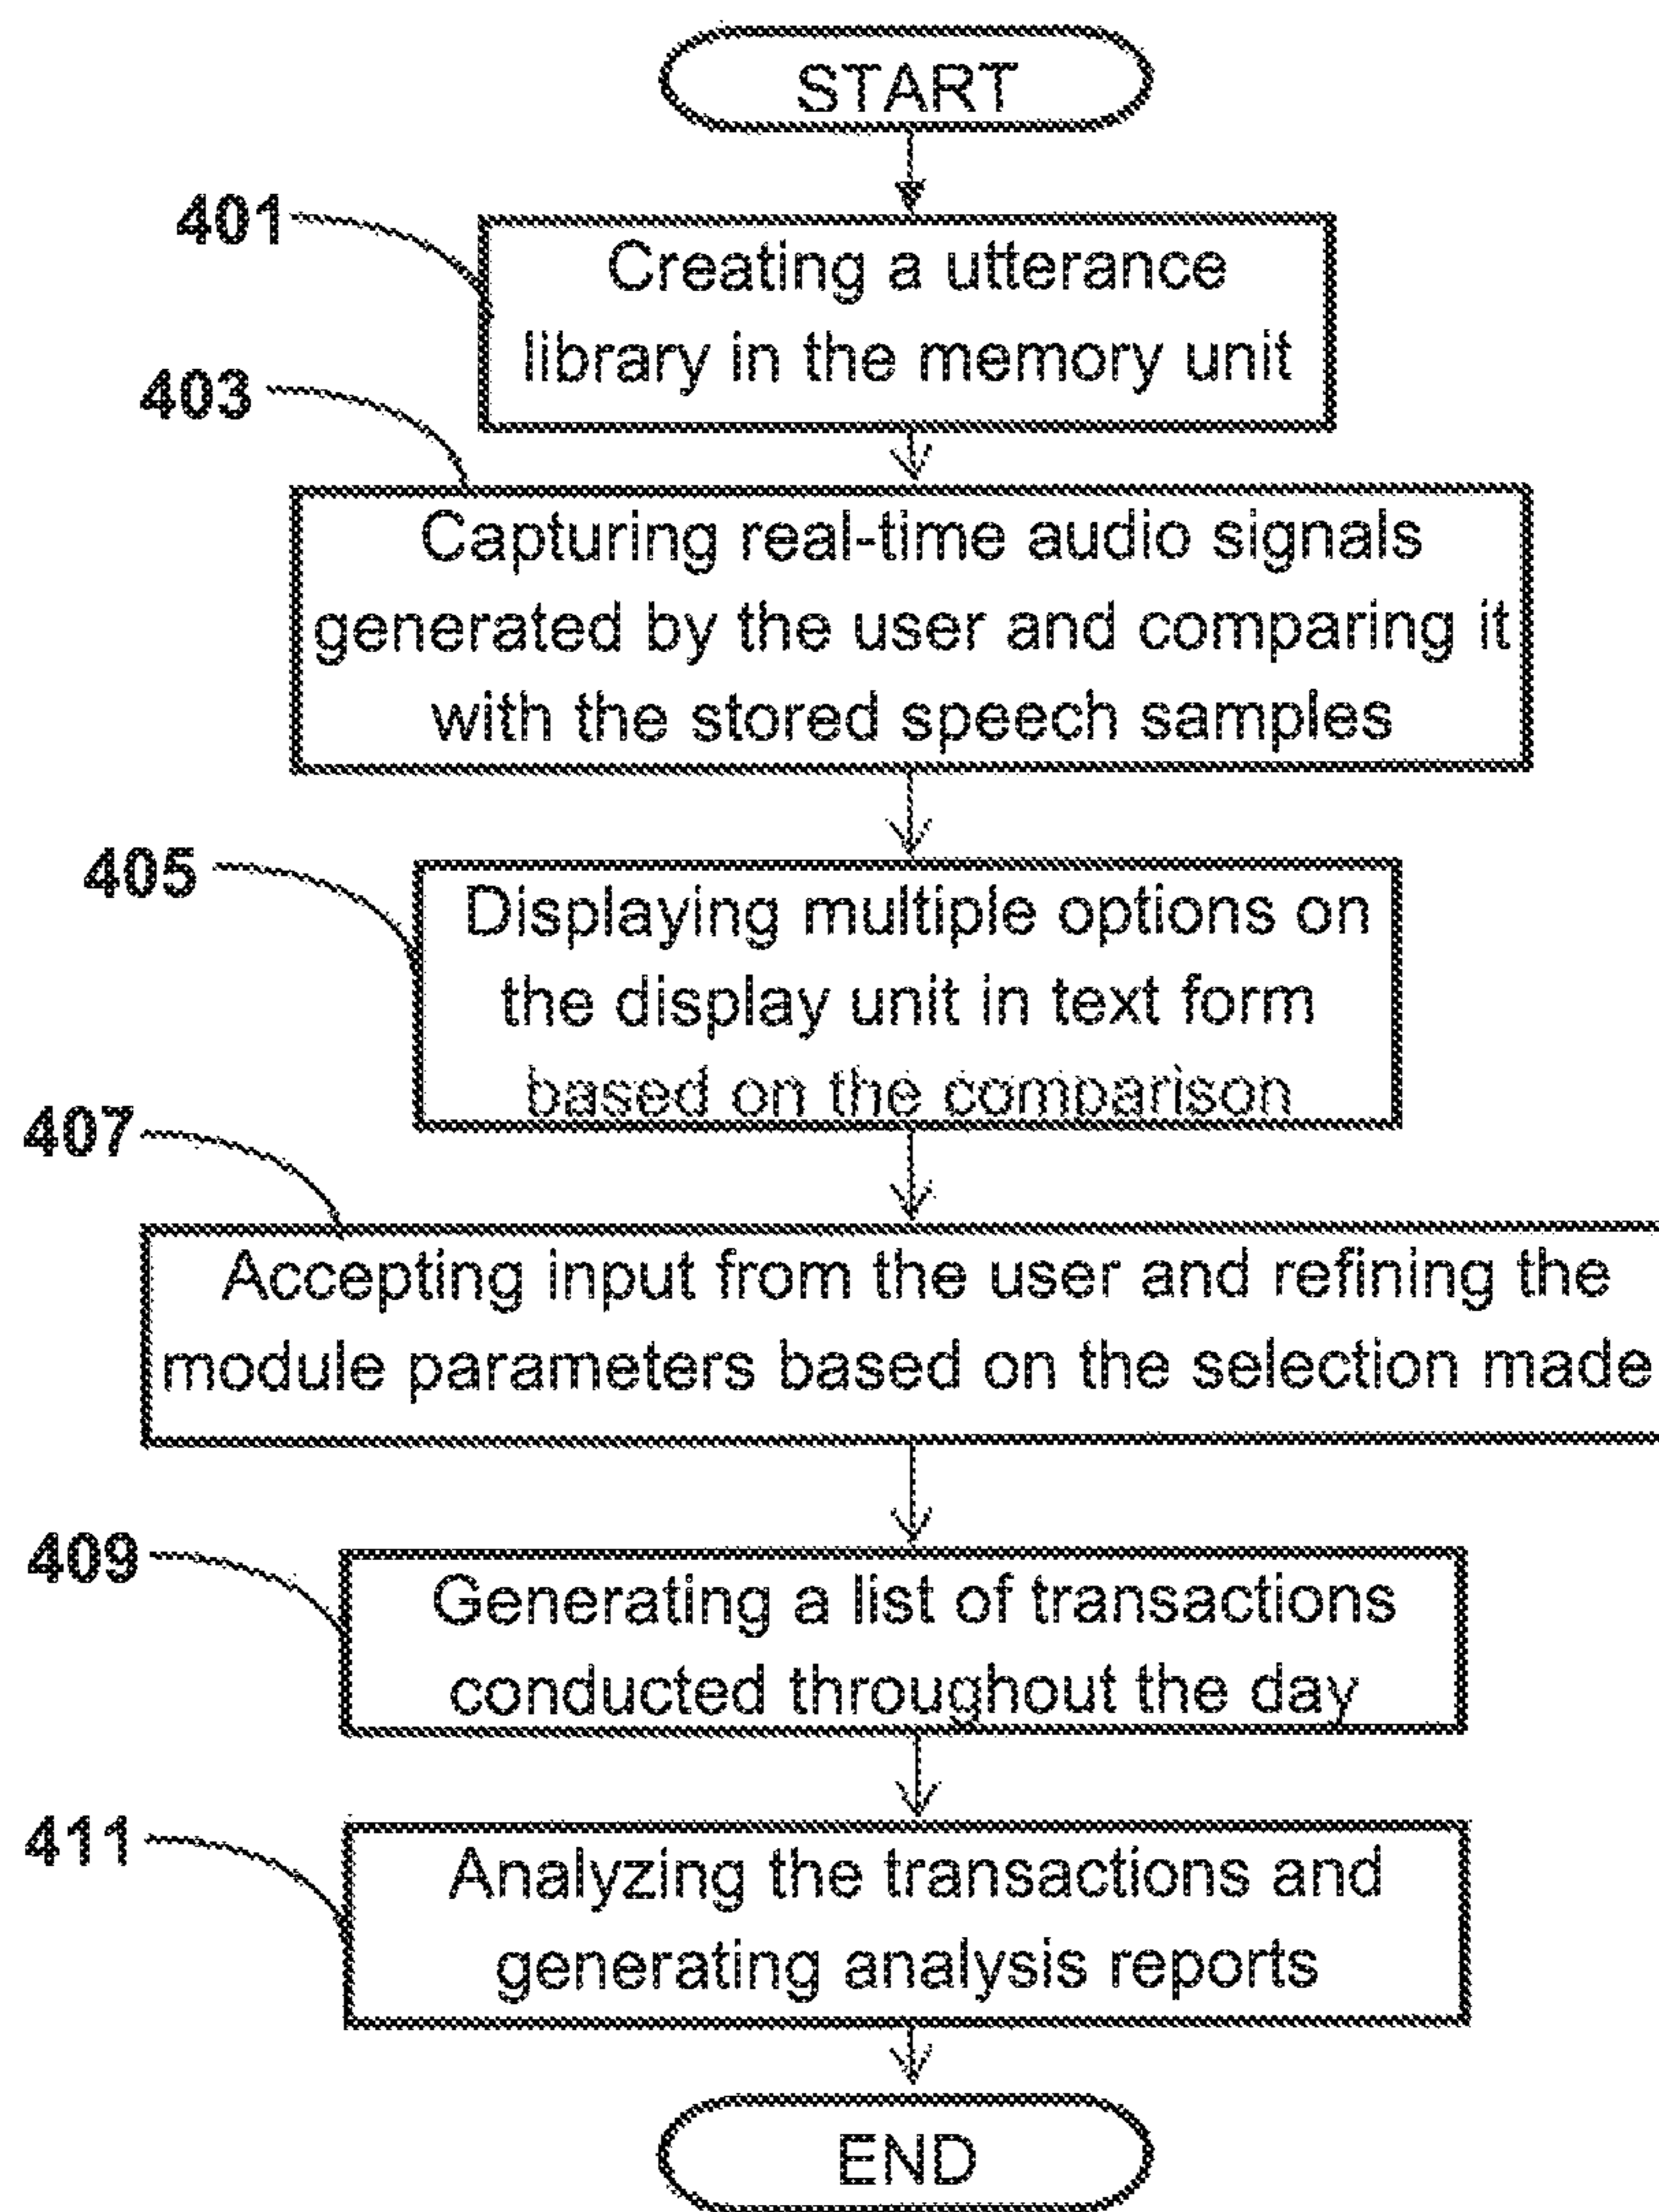 START
401
Creating a utterance
library in the memory unit
403
Capturing real-time audio signals
generated by the user and comparing it
with the stored speech samples
405
Displaying multiple options on
the display unit in text form
based on the comparison
407
Accepting input from the user and refining the
module parameters based on the selection made
409
Generating a list of transactions
conducted throughout the day
411
Analyzing the transactions and
generating analysis reports
END